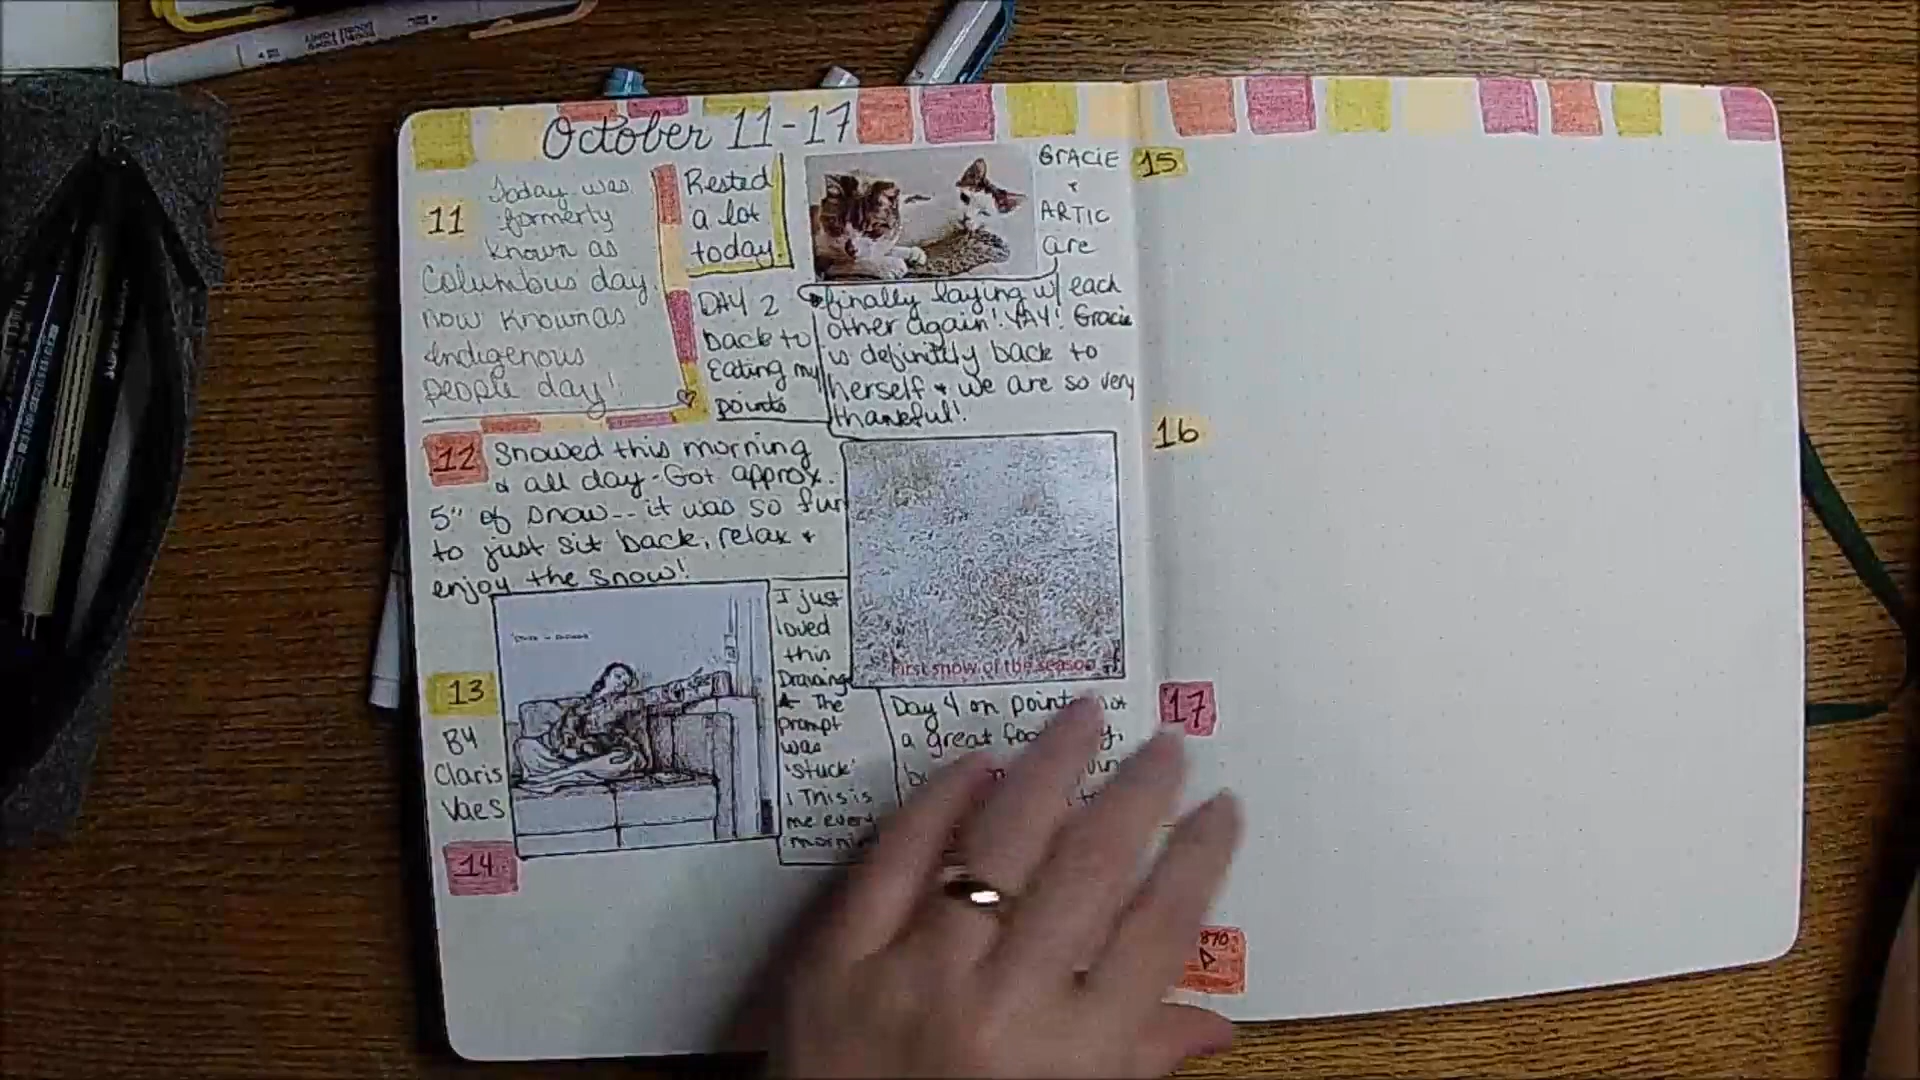 October 11-17
11
Today was
formerly
known as
Columbus day.
now known as
Indigenous
people day!
Rested
a lot
today.
DAY 2
back to
Eating my
points
GRACIE
+
ARTIC
are
finally laying w/ each
other again! YAY! Gracie
is definitly back to
herself + we are so very
thankful!
12 Snowed this morning
& all day-Got approx.
5" of snow-- it was so fun
to just sit back, relax +
enjoy the snow!
First snow of the season
13
By
Claris
Vaes
I just
loved
this
Drawing
The
prompt
was
'stuck'
! This is
me every
Day 4 on points not
a great
14
15
16
17
870